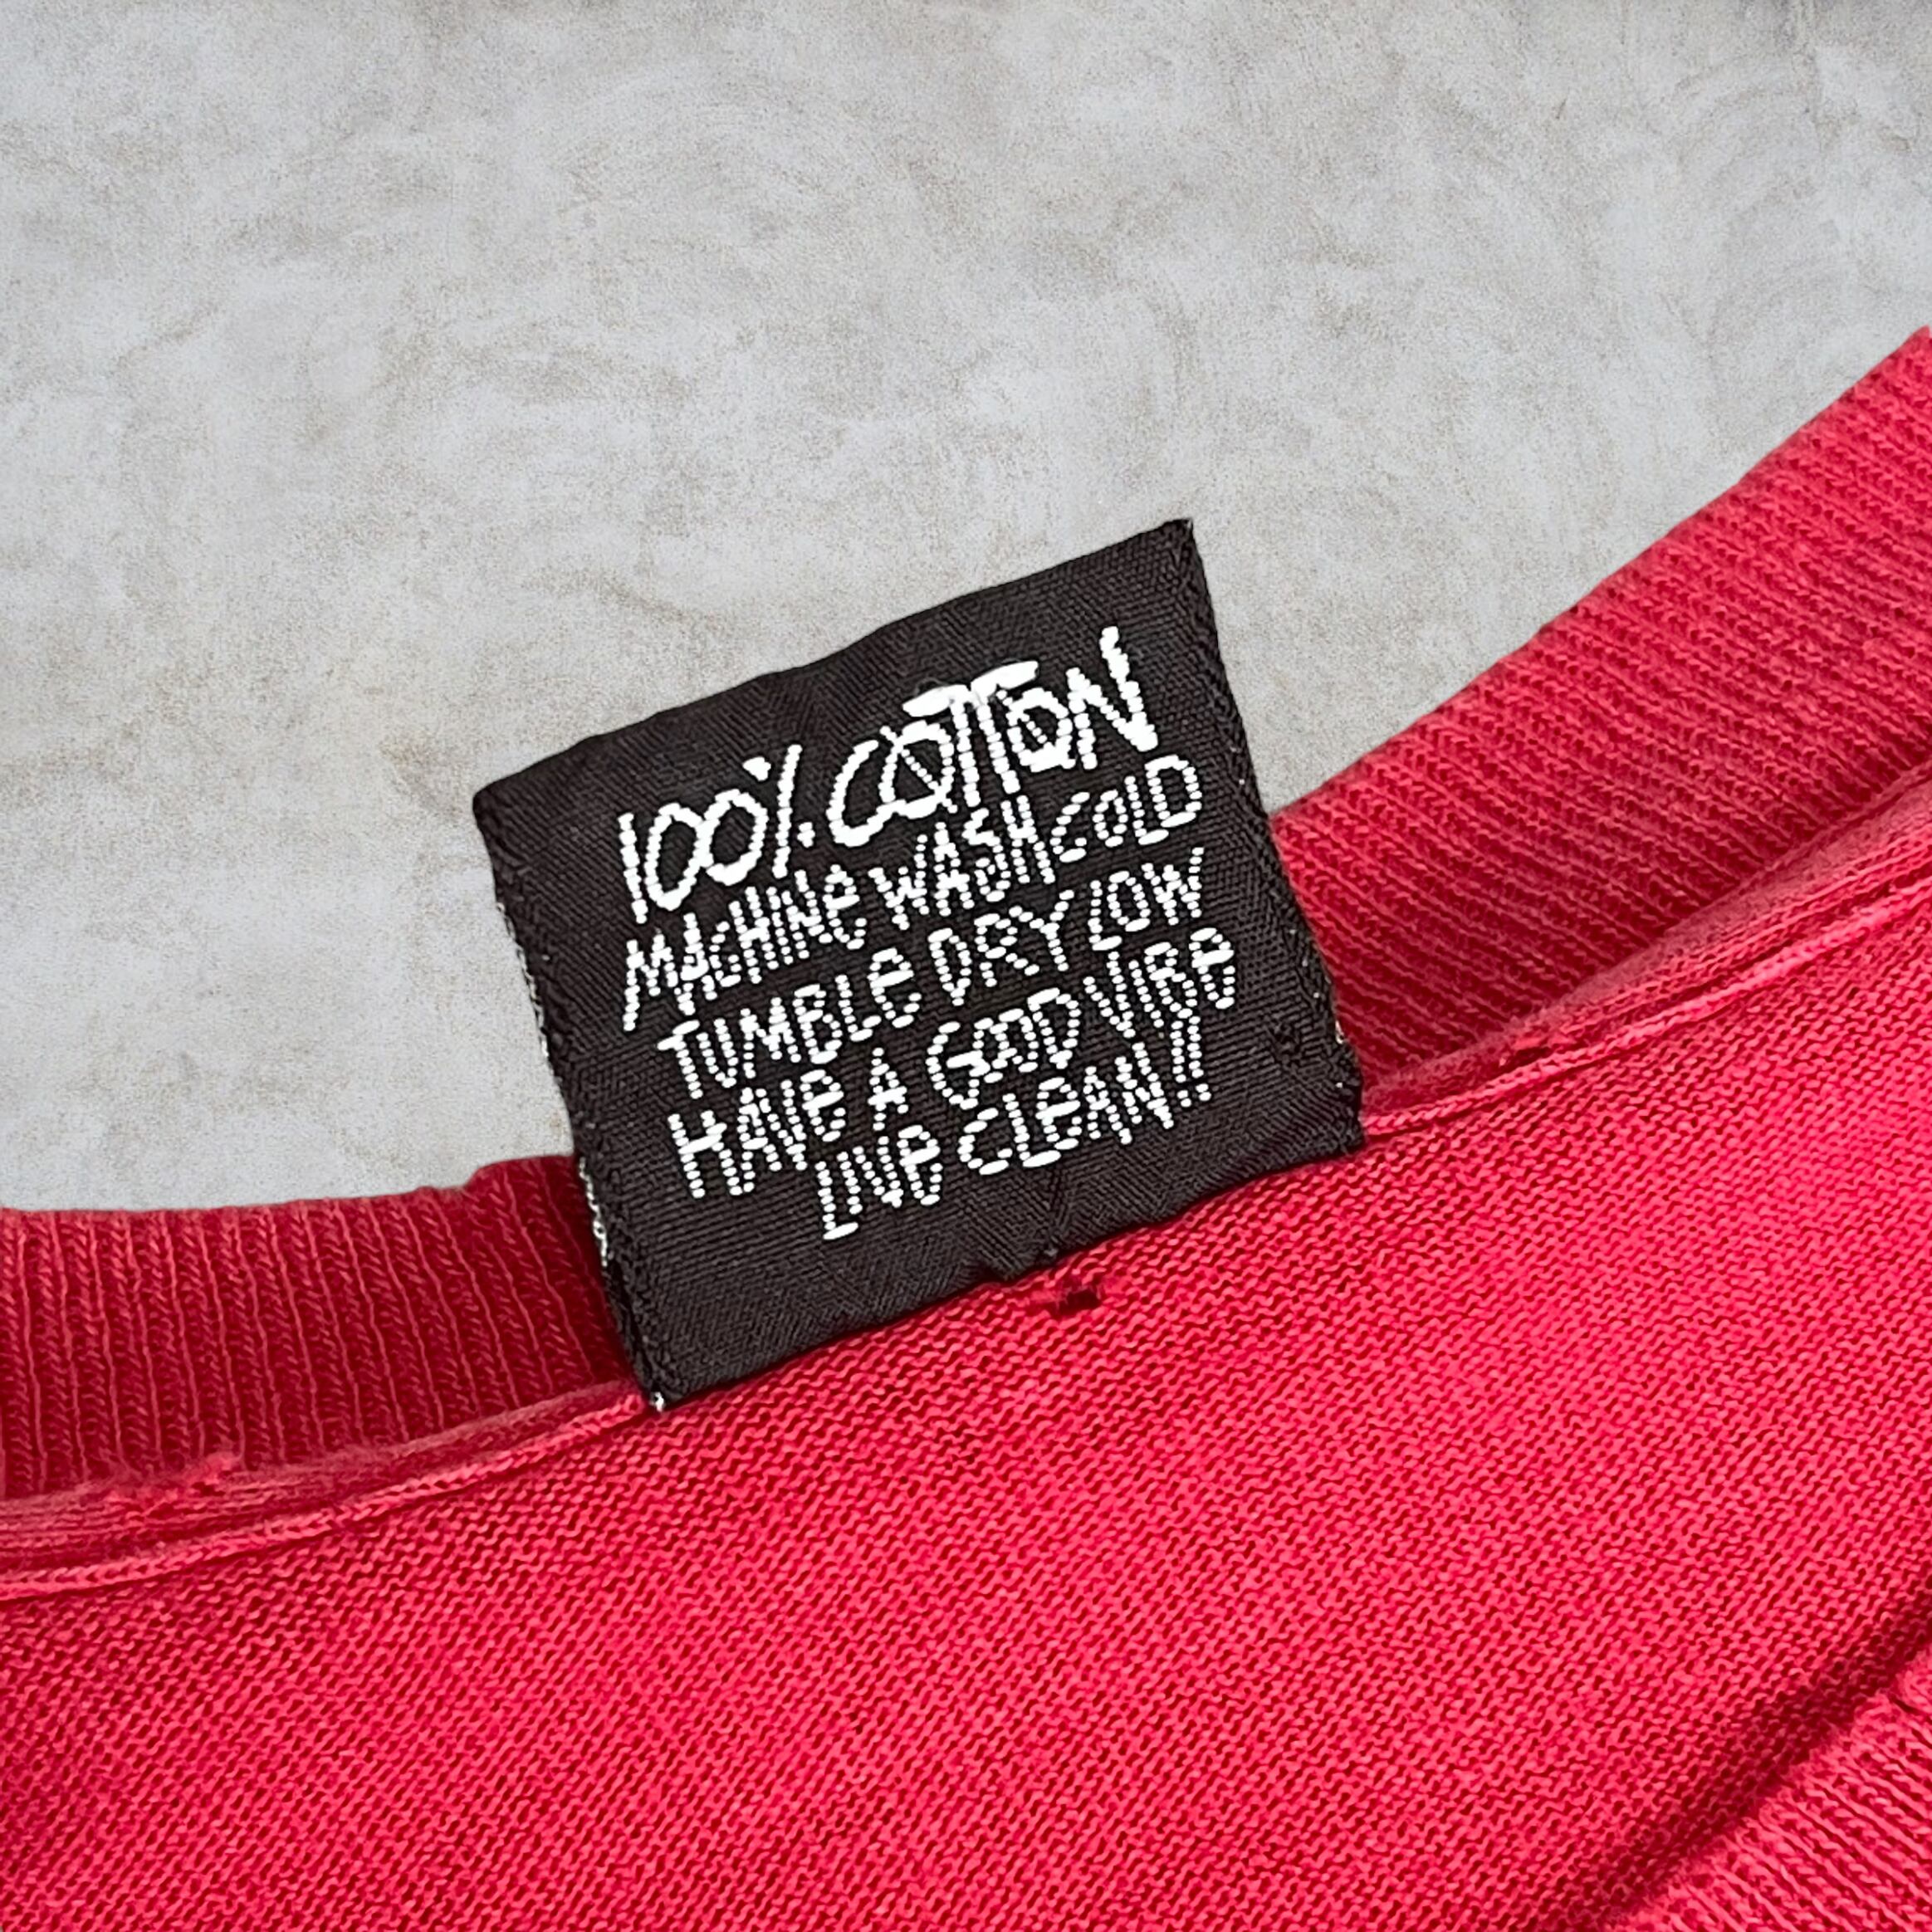 100% COTTON
MACHINE WASH COLD
TUMBLE DRY LOW
HAVE A GOOD VIBE
LIVE CLEAN!!